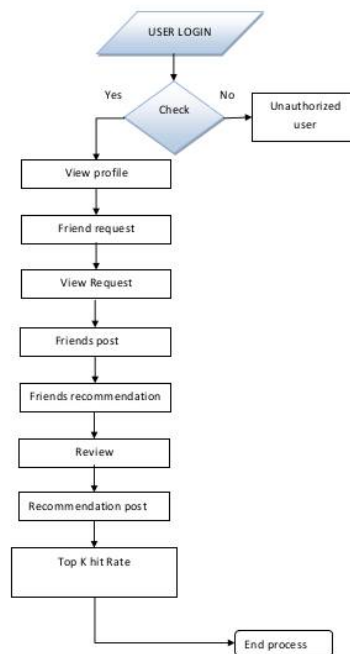 USER LOGIN
Yes
No
Check
Unauthorized
user
View profile
Friend request
View Request
Friends post
Friends recommendation
Review
Recommendation post
Top K hit Rate
End process